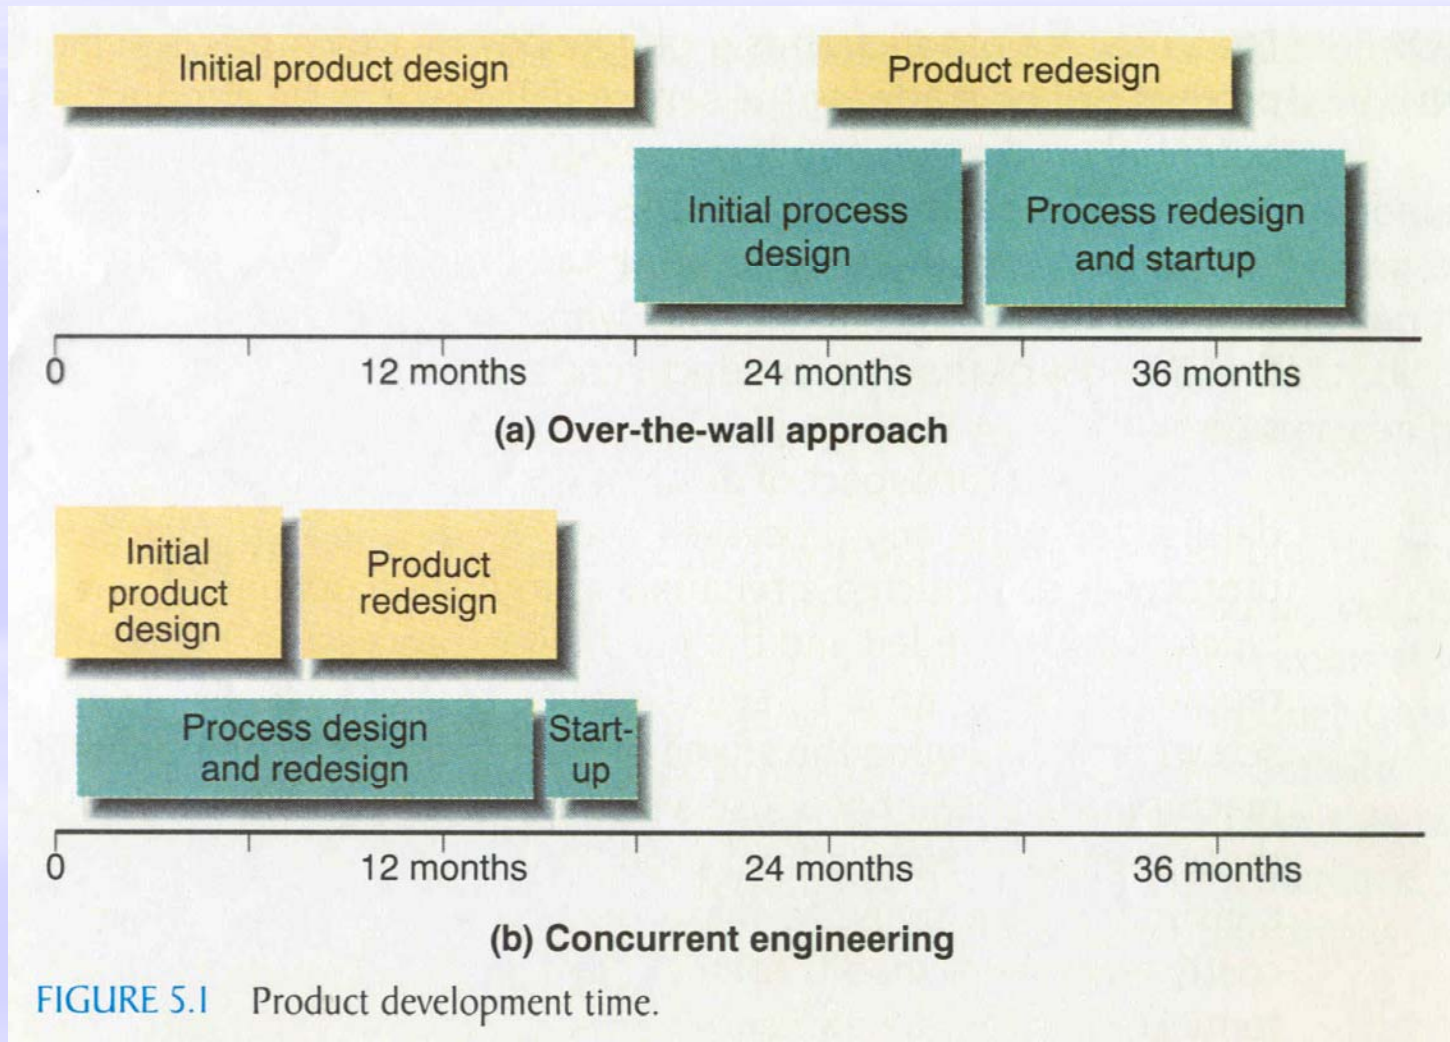 Initial product design
Product redesign
Initial process
design
Process redesign
and startup
0
12 months
24 months
36 months
(a) Over-the-wall approach
Initial
product
design
Product
redesign
Process design
and redesign
Start-
up
0
12 months
24 months
36 months
(b) Concurrent engineering
FIGURE 5.1 Product development time.